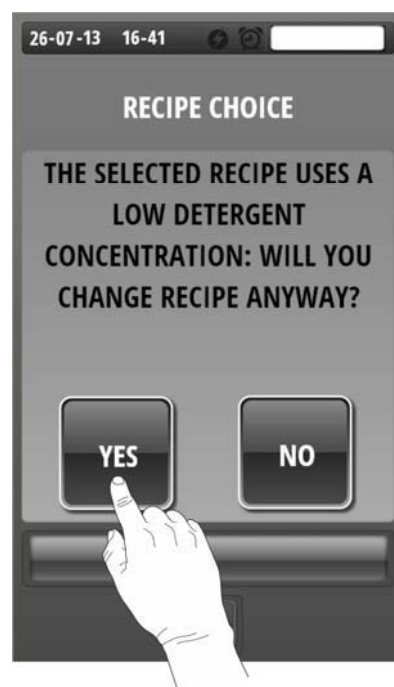 26-07-13 16-41
RECIPE CHOICE
THE SELECTED RECIPE USES A
LOW DETERGENT
CONCENTRATION: WILL YOU
CHANGE RECIPE ANYWAY?
YES NO